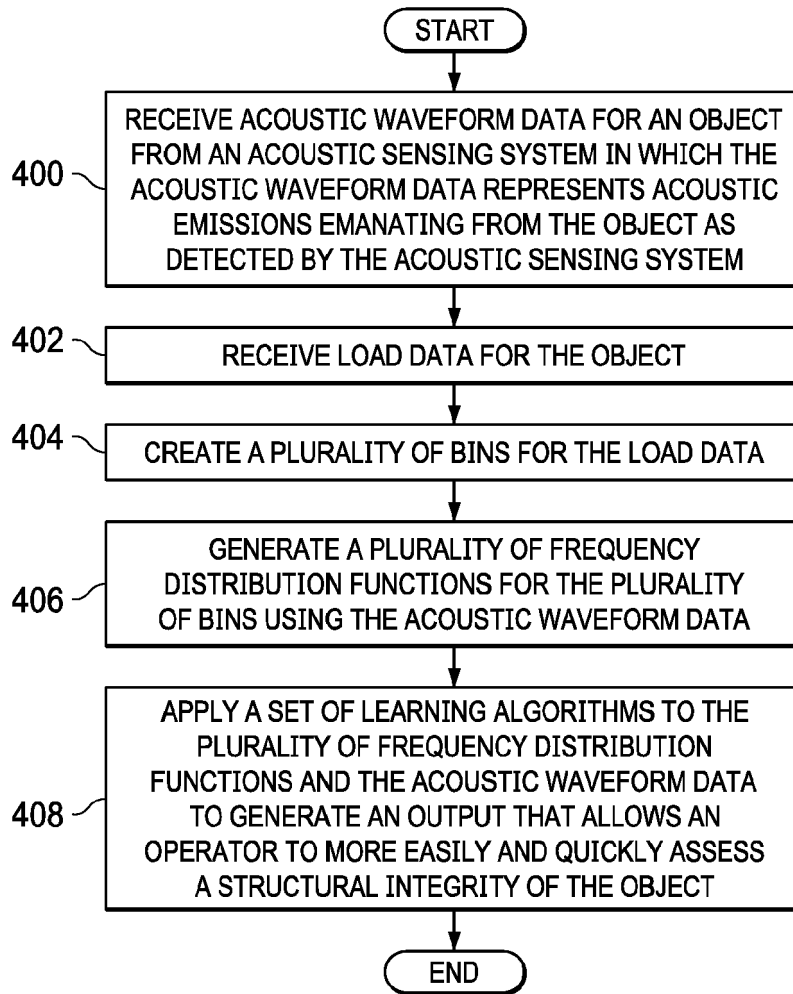 START
400
RECEIVE ACOUSTIC WAVEFORM DATA FOR AN OBJECT
FROM AN ACOUSTIC SENSING SYSTEM IN WHICH THE
ACOUSTIC WAVEFORM DATA REPRESENTS ACOUSTIC
EMISSIONS EMANATING FROM THE OBJECT AS
DETECTED BY THE ACOUSTIC SENSING SYSTEM
402
RECEIVE LOAD DATA FOR THE OBJECT
404
CREATE A PLURALITY OF BINS FOR THE LOAD DATA
406
GENERATE A PLURALITY OF FREQUENCY
DISTRIBUTION FUNCTIONS FOR THE PLURALITY
OF BINS USING THE ACOUSTIC WAVEFORM DATA
408
APPLY A SET OF LEARNING ALGORITHMS TO THE
PLURALITY OF FREQUENCY DISTRIBUTION
FUNCTIONS AND THE ACOUSTIC WAVEFORM DATA
TO GENERATE AN OUTPUT THAT ALLOWS AN
OPERATOR TO MORE EASILY AND QUICKLY ASSESS
A STRUCTURAL INTEGRITY OF THE OBJECT
END